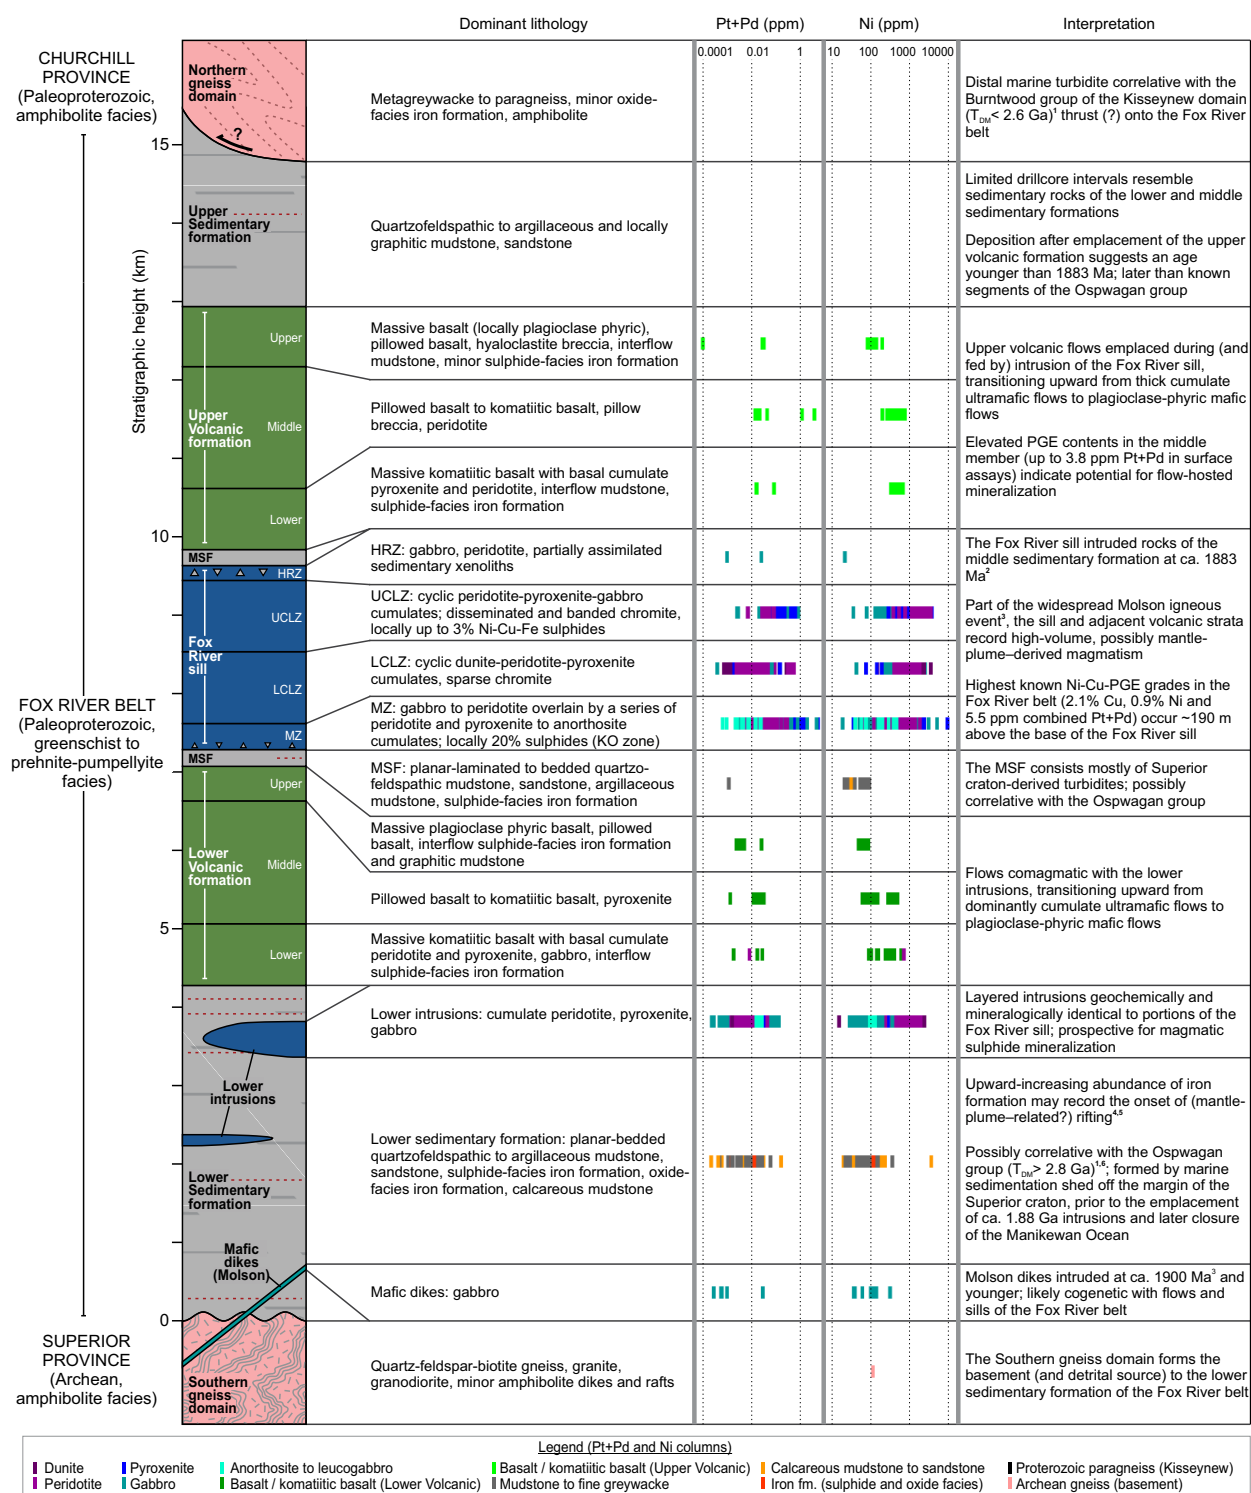 Dominant lithology
Pt+Pd (ppm)
Ni (ppm)
Interpretation
0.0001 0.01 1
10 100 1000 10000
CHURCHILL
PROVINCE
(Paleoproterozoic,
amphibolite facies)
FOX RIVER BELT
(Paleoproterozoic,
greenschist to
prehnite-pumpellyite
facies)
SUPERIOR
PROVINCE
(Archean,
amphibolite facies)
Stratigraphic height (km)
15
10
5
0
Northern
gneiss
domain
?
Upper
Sedimentary
formation
Upper
Upper
Volcanic
formation
Middle
Lower
MSF
HRZ
UCLZ
Fox
River
sill
LCLZ
MZ
MSF
Upper
Lower
Volcanic
formation
Middle
Lower
Lower
intrusions
Lower
Sedimentary
formation
Mafic
dikes
(Molson)
Southern
gneiss
domain
Metagreywacke to paragneiss, minor oxide-
facies iron formation, amphibolite
Distal marine turbidite correlative with the
Burntwood group of the Kisseynew domain
(TDM< 2.6 Ga)¹ thrust (?) onto the Fox River
belt
Quartzofeldspathic to argillaceous and locally
graphitic mudstone, sandstone
Limited drillcore intervals resemble
sedimentary rocks of the lower and middle
sedimentary formations
Deposition after emplacement of the upper
volcanic formation suggests an age
younger than 1883 Ma; later than known
segments of the Ospwagan group
Massive basalt (locally plagioclase phyric),
pillowed basalt, hyaloclastite breccia, interflow
mudstone, minor sulphide-facies iron formation
Pillowed basalt to komatiitic basalt, pillow
breccia, peridotite
Massive komatiitic basalt with basal cumulate
pyroxenite and peridotite, interflow mudstone,
sulphide-facies iron formation
Upper volcanic flows emplaced during (and
fed by) intrusion of the Fox River sill,
transitioning upward from thick cumulate
ultramafic flows to plagioclase-phyric mafic
flows
Elevated PGE contents in the middle
member (up to 3.8 ppm Pt+Pd in surface
assays) indicate potential for flow-hosted
mineralization
HRZ: gabbro, peridotite, partially assimilated
sedimentary xenoliths
UCLZ: cyclic peridotite-pyroxenite-gabbro
cumulates; disseminated and banded chromite,
locally up to 3% Ni-Cu-Fe sulphides
LCLZ: cyclic dunite-peridotite-pyroxenite
cumulates, sparse chromite
MZ: gabbro to peridotite overlain by a series of
peridotite and pyroxenite to anorthosite
cumulates; locally 20% sulphides (KO zone)
The Fox River sill intruded rocks of the
middle sedimentary formation at ca. 1883
Ma²
Part of the widespread Molson igneous
event³, the sill and adjacent volcanic strata
record high-volume, possibly mantle-
plume–derived magmatism
Highest known Ni-Cu-PGE grades in the
Fox River belt (2.1% Cu, 0.9% Ni and
5.5 ppm combined Pt+Pd) occur ~190 m
above the base of the Fox River sill
MSF: planar-laminated to bedded quartzo-
feldspathic mudstone, sandstone, argillaceous
mudstone, sulphide-facies iron formation
The MSF consists mostly of Superior
craton-derived turbidites; possibly
correlative with the Ospwagan group
Massive plagioclase phyric basalt, pillowed
basalt, interflow sulphide-facies iron formation
and graphitic mudstone
Pillowed basalt to komatiitic basalt, pyroxenite
Massive komatiitic basalt with basal cumulate
peridotite and pyroxenite, gabbro, interflow
sulphide-facies iron formation
Flows comagmatic with the lower
intrusions, transitioning upward from
dominantly cumulate ultramafic flows to
plagioclase-phyric mafic flows
Lower intrusions: cumulate peridotite, pyroxenite,
gabbro
Layered intrusions geochemically and
mineralogically identical to portions of the
Fox River sill; prospective for magmatic
sulphide mineralization
Lower sedimentary formation: planar-bedded
quartzofeldspathic to argillaceous mudstone,
sandstone, sulphide-facies iron formation, oxide-
facies iron formation, calcareous mudstone
Upward-increasing abundance of iron
formation may record the onset of (mantle-
plume–related?) rifting⁴,⁵
Possibly correlative with the Ospwagan
group (TDM> 2.8 Ga)¹,⁶; formed by marine
sedimentation shed off the margin of the
Superior craton, prior to the emplacement
of ca. 1.88 Ga intrusions and later closure
of the Manikewan Ocean
Mafic dikes: gabbro
Molson dikes intruded at ca. 1900 Ma³ and
younger; likely cogenetic with flows and
sills of the Fox River belt
Quartz-feldspar-biotite gneiss, granite,
granodiorite, minor amphibolite dikes and rafts
The Southern gneiss domain forms the
basement (and detrital source) to the lower
sedimentary formation of the Fox River belt
Legend (Pt+Pd and Ni columns)
Dunite
Peridotite
Pyroxenite
Gabbro
Anorthosite to leucogabbro
Basalt / komatiitic basalt (Lower Volcanic)
Basalt / komatiitic basalt (Upper Volcanic)
Mudstone to fine greywacke
Calcareous mudstone to sandstone
Iron fm. (sulphide and oxide facies)
Proterozoic paragneiss (Kisseynew)
Archean gneiss (basement)